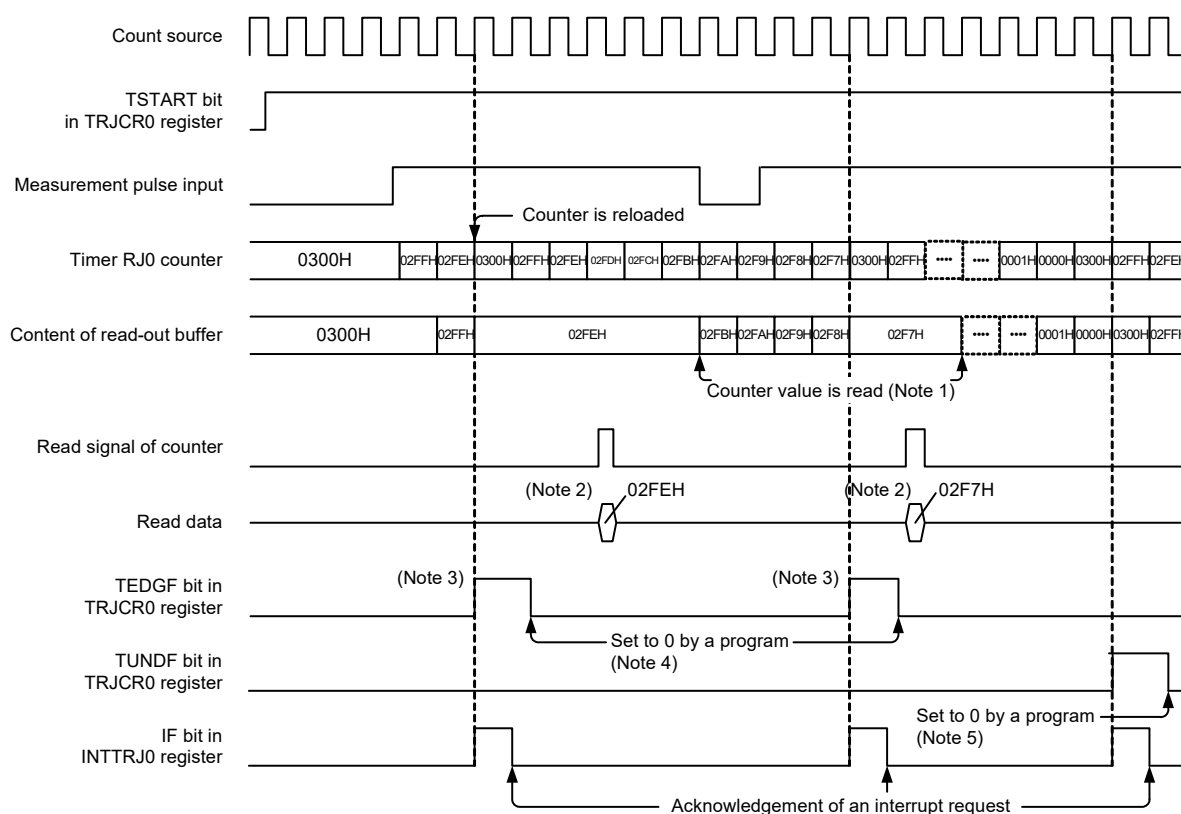 Count source
TSTART bit
in TRJCR0 register
Measurement pulse input
Counter is reloaded
Timer RJ0 counter
0300H 02FFH 02FEH 0300H 02FFH 02FEH 02FDH 02FCH 02FBH 02FAH 02F9H 02F8H 02F7H 0300H 02FFH .... .... 0001H 0000H 0300H 02FFH 02FEH
Content of read-out buffer
0300H 02FFH 02FEH 02FBH 02FAH 02F9H 02F8H 02F7H .... .... 0001H 0000H 0300H 02FFH
Counter value is read (Note 1)
Read signal of counter
(Note 2) 02FEH (Note 2) 02F7H
Read data
TEDGF bit in
TRJCR0 register
(Note 3) (Note 3)
Set to 0 by a program
(Note 4)
TUNDF bit in
TRJCR0 register
Set to 0 by a program
(Note 5)
IF bit in
INTTRJ0 register
Acknowledgement of an interrupt request